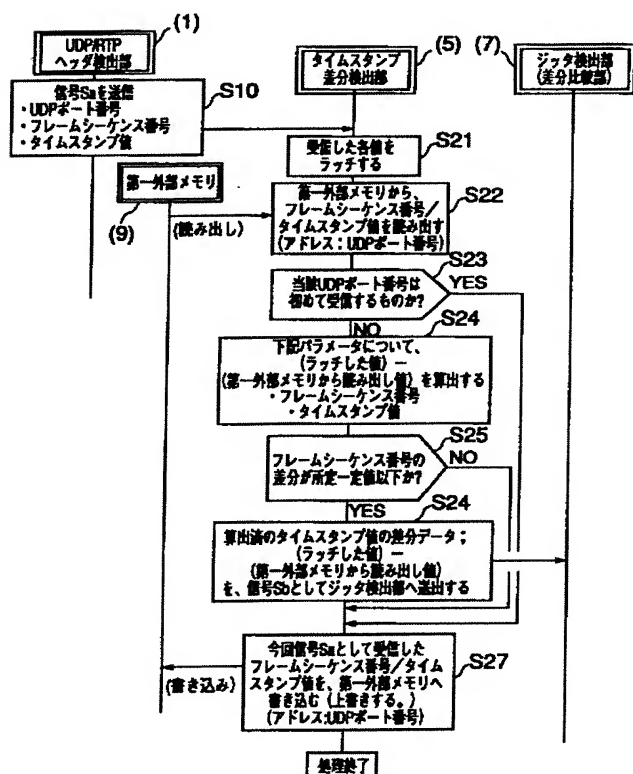 (1)
UDP/RTP
ヘッダ検出部
(5)
タイムスタンプ
差分検出部
(7)
ジッタ検出部
(差分比較部)
信号Saを送信
・UDPポート番号
・フレームシーケンス番号
・タイムスタンプ値
S10
受信した各値を
ラッチする
S21
第一外部メモリ
(9)
(読み出し)
第一外部メモリから、
フレームシーケンス番号/
タイムスタンプ値を読み出す
(アドレス:UDPポート番号)
S22
S23
当該UDPポート番号は
初めて受信するものか?
YES
NO
S24
下記パラメータについて、
(ラッチした値) ー
(第一外部メモリから読み出し値) を算出する
・フレームシーケンス番号
・タイムスタンプ値
S25
フレームシーケンス番号の
差分が所定一定値以下か?
NO
YES
S24
算出済のタイムスタンプ値の差分データ;
(ラッチした値) ー
(第一外部メモリから読み出し値)
を、信号Sbとしてジッタ検出部へ送出する
今回信号Saとして受信した
フレームシーケンス番号/タイム
スタンプ値を、第一外部メモリへ
書き込む (上書きする。)
(アドレス:UDPポート番号)
S27
(書き込み)
処理終了